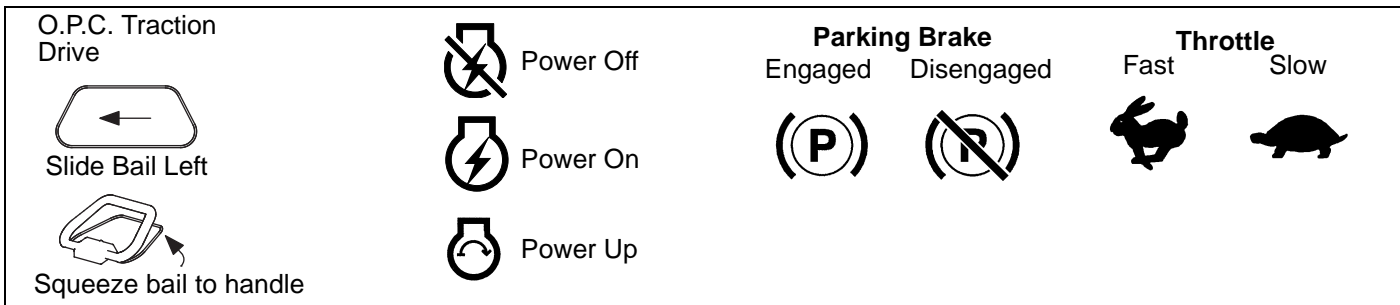 O.P.C. Traction
Drive
Slide Bail Left
Squeeze bail to handle
Power Off
Power On
Power Up
Parking Brake
Engaged Disengaged
P P
Throttle
Fast Slow